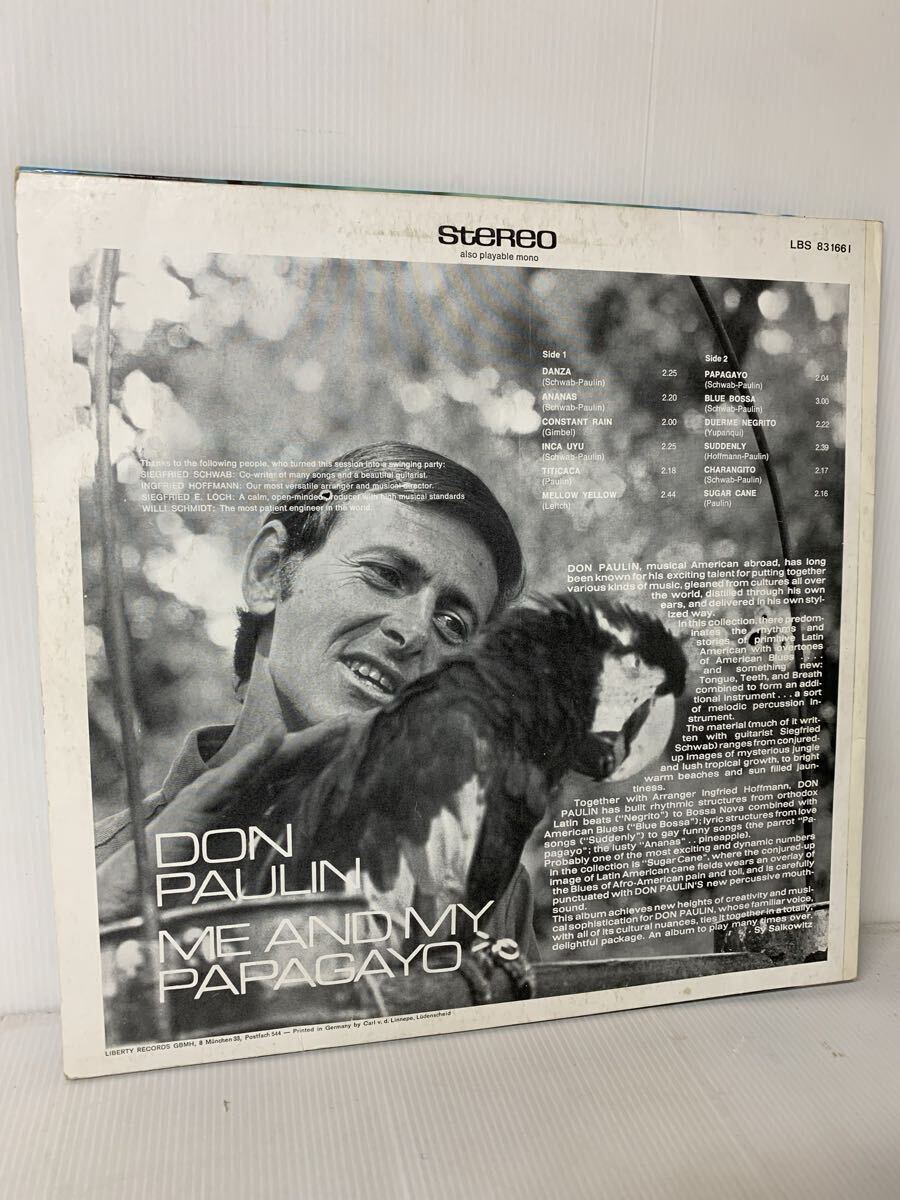 stereo
also playable mono
LBS 83166 I
Side 1
DANZA 2.25
(Schwab-Paulin)
ANANAS 2.20
(Schwab-Paulin)
CONSTANT RAIN 2.00
(Gimbel)
INCA UYU 2.25
(Schwab-Paulin)
TITICACA 2.18
(Paulin)
MELLOW YELLOW 2.44
(Leitch)
Side 2
PAPAGAYO 2.04
(Schwab-Paulin)
BLUE BOSSA 3.00
(Schwab-Paulin)
DUERME NEGRITO 2.22
(Yupanqui)
SUDDENLY 2.39
(Hoffmann-Paulin)
CHARANGITO 2.17
(Schwab-Paulin)
SUGAR CANE 2.16
(Paulin)
Thanks to the following people, who turned this session into a swinging party:
SIEGFRIED SCHWAB: Co-writer of many songs and a beautiful guitarist.
INGFRIED HOFFMANN: Our most versatile arranger and musical director.
SIEGFRIED E. LOCH: A calm, open-minded producer with high musical standards
WILLI SCHMIDT: The most patient engineer in the world.
DON PAULIN, musical American abroad, has long
been known for his exciting talent for putting together
various kinds of music, gleaned from cultures all over
the world, distilled through his own
ears, and delivered in his own styl-
ized way.
In this collection, there predom-
inates the rhythms and
stories of primitive Latin
American with overtones
of American Blues . . . .
and something new:
Tongue, Teeth, and Breath
combined to form an addi-
tional instrument . . . a sort
of melodic percussion in-
strument.
The material (much of it writ-
ten with guitarist Siegfried
Schwab) ranges from conjured-
up images of mysterious jungle
and lush tropical growth, to bright
warm beaches and sun filled jaun-
tiness.
Together with Arranger Ingfried Hoffmann, DON
PAULIN has built rhythmic structures from orthodox
Latin beats ("Negrito") to Bossa Nova combined with
American Blues ("Blue Bossa"); lyric structures from love
songs ("Suddenly") to gay funny songs (the parrot "Pa-
pagayo"; the lusty "Ananas" . . pineapple).
Probably one of the most exciting and dynamic numbers
in the collection is "Sugar Cane", where the conjured-up
image of Latin American cane fields wears an overlay of
the Blues of Afro-American pain and toil, and is carefully
punctuated with DON PAULIN'S new percussive mouth-
sound.
This album achieves new heights of creativity and musi-
cal sophistication for DON PAULIN, whose familiar voice,
with all of its cultural nuances, ties it together in a totally,
delightful package. An album to play many times over.
Sy Salkowitz
DON
PAULIN
ME AND MY
PAPAGAYO
LIBERTY RECORDS GBMH, 8 München 33, Postfach 544 — Printed in Germany by Carl v. d. Linnepe, Lüdenscheid